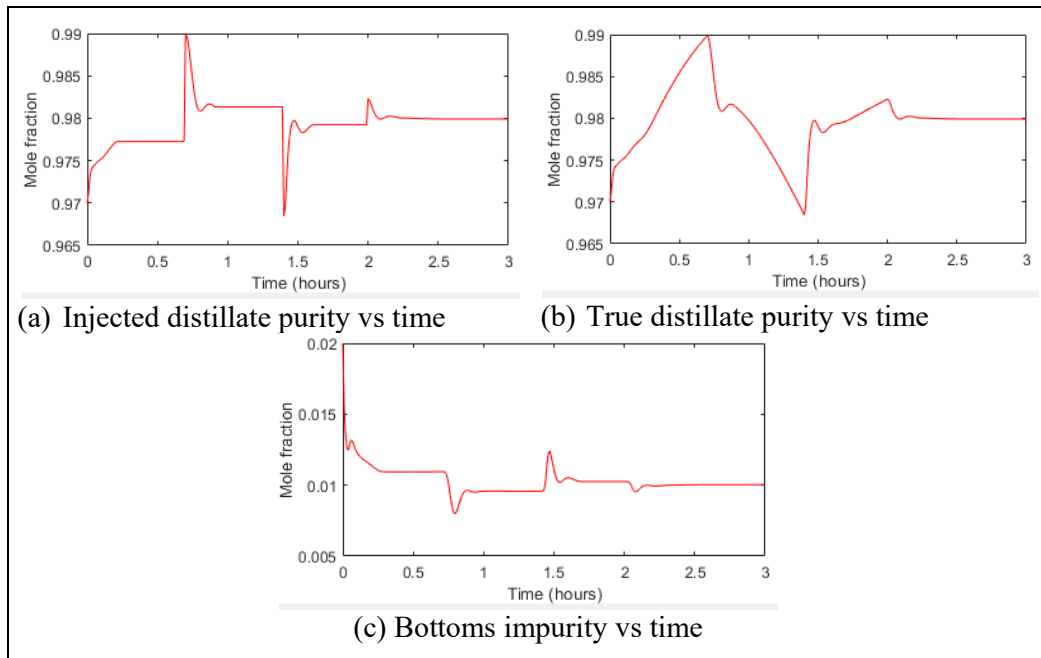 0.99
0.985
0.98
0.975
0.97
0.965
Mole fraction
0 0.5 1 1.5 2 2.5 3
Time (hours)
(a) Injected distillate purity vs time
0.99
0.985
0.98
0.975
0.97
0.965
Mole fraction
0 0.5 1 1.5 2 2.5 3
Time (hours)
(b) True distillate purity vs time
0.02
0.015
0.01
0.005
Mole fraction
0 0.5 1 1.5 2 2.5 3
Time (hours)
(c) Bottoms impurity vs time